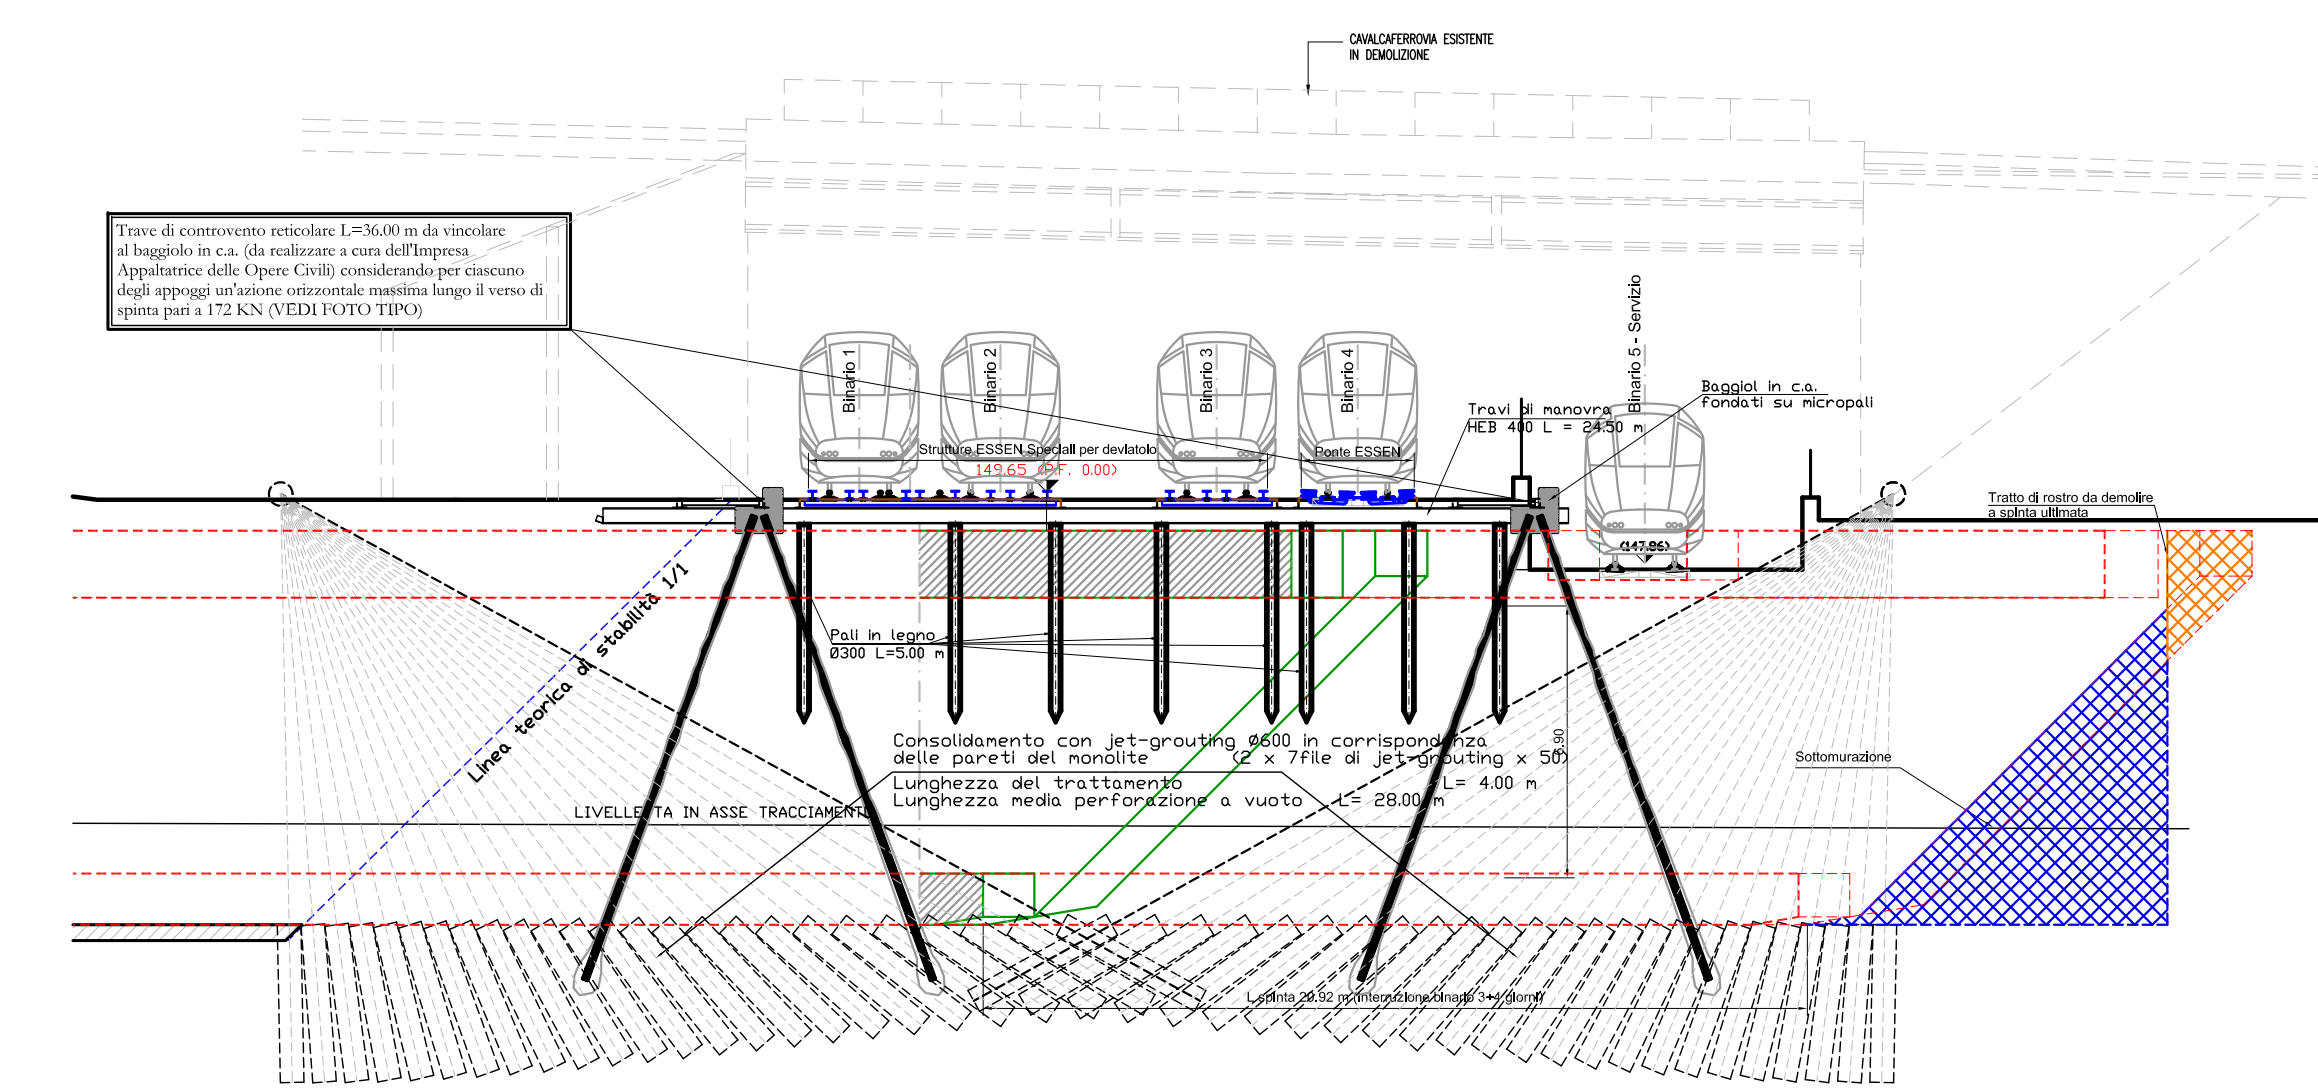 CAVALCAFERROVIA ESISTENTE
IN DEMOLIZIONE
Trave di controvento reticolare L=36.00 m da vincolare
al baggiolo in c.a. (da realizzare a cura dell'Impresa
Appaltatrice delle Opere Civili) considerando per ciascuno
degli appoggi un'azione orizzontale massima lungo il verso di
spinta pari a 172 KN (VEDI FOTO TIPO)
Binario 1
Binario 2
Binario 3
Binario 4
Binario 5 - Servizio
Baggiol in c.a.
fondati su micropali
Travi di manovra
HEB 400 L = 24.50 m
Strutture ESSEN Speciali per deviatoio
Ponte ESSEN
149.65 (P.F. 0.00)
Tratto di rostro da demolire
a spinta ultimata
(147.86)
Linea teorica di stabilità 1/1
Pali in legno
Ø300 L=5.00 m
Consolidamento con jet-grouting Ø600 in corrispondenza
delle pareti del monolite (2 x 7file di jet-grouting x 50)
Lunghezza del trattamento L= 4.00 m
Lunghezza media perforazione a vuoto L= 28.00 m
Sottomurazione
LIVELLETTA IN ASSE TRACCIAMENTO
L spinta 20.92 m (interruzione binario 3+4 giorni)